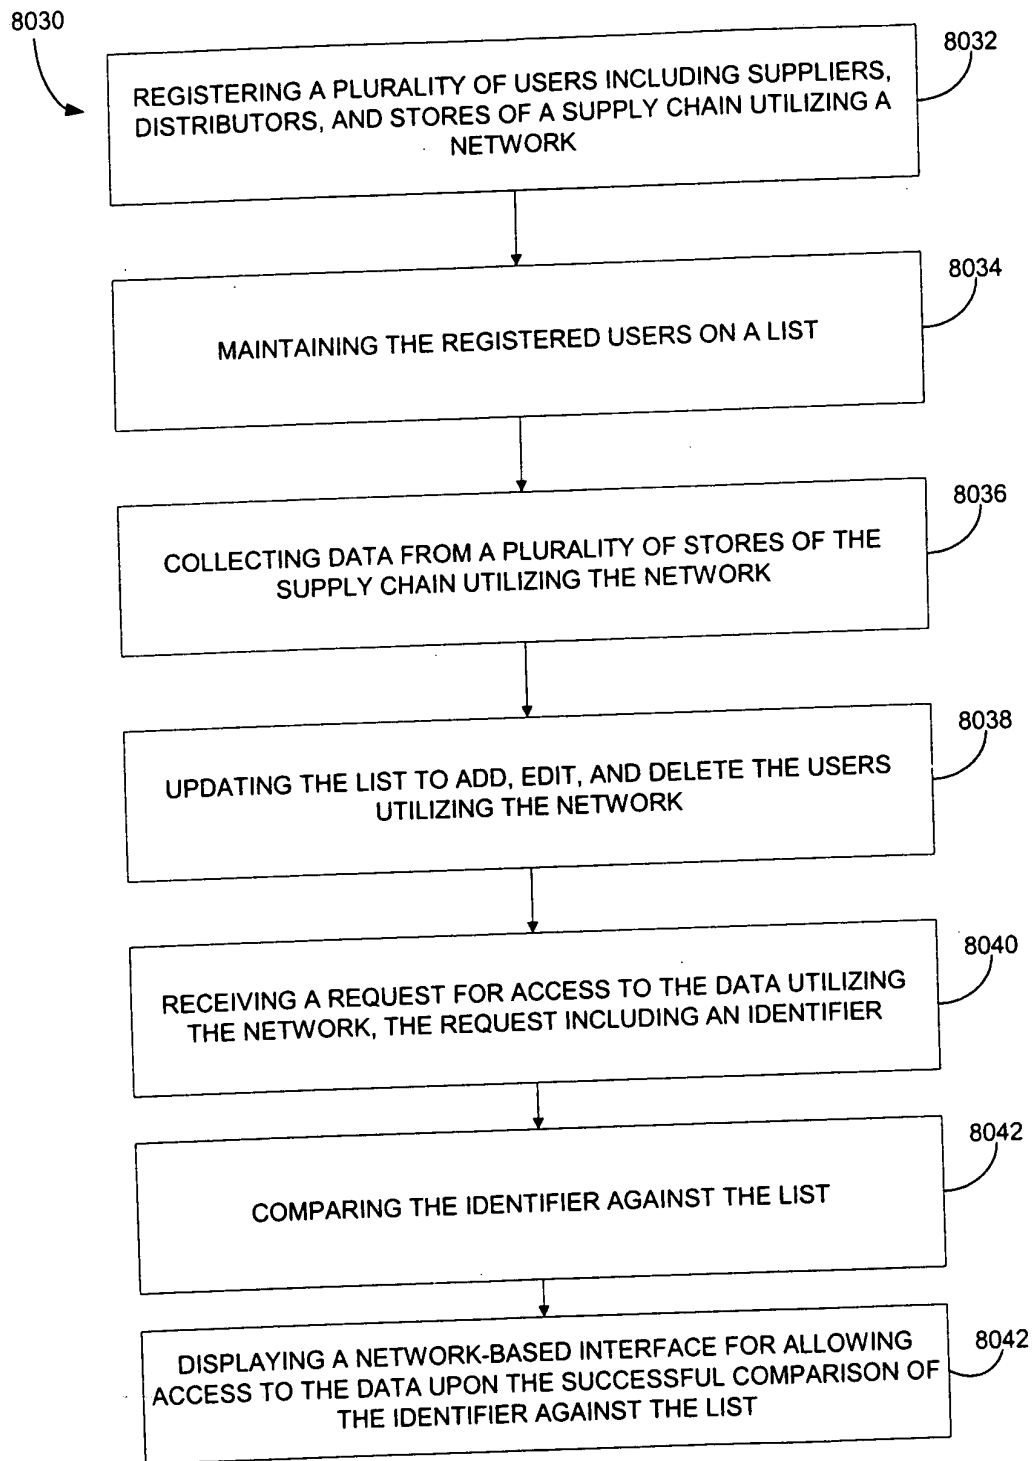 8030
8032
REGISTERING A PLURALITY OF USERS INCLUDING SUPPLIERS,
DISTRIBUTORS, AND STORES OF A SUPPLY CHAIN UTILIZING A
NETWORK
8034
MAINTAINING THE REGISTERED USERS ON A LIST
8036
COLLECTING DATA FROM A PLURALITY OF STORES OF THE
SUPPLY CHAIN UTILIZING THE NETWORK
8038
UPDATING THE LIST TO ADD, EDIT, AND DELETE THE USERS
UTILIZING THE NETWORK
8040
RECEIVING A REQUEST FOR ACCESS TO THE DATA UTILIZING
THE NETWORK, THE REQUEST INCLUDING AN IDENTIFIER
8042
COMPARING THE IDENTIFIER AGAINST THE LIST
8042
DISPLAYING A NETWORK-BASED INTERFACE FOR ALLOWING
ACCESS TO THE DATA UPON THE SUCCESSFUL COMPARISON OF
THE IDENTIFIER AGAINST THE LIST